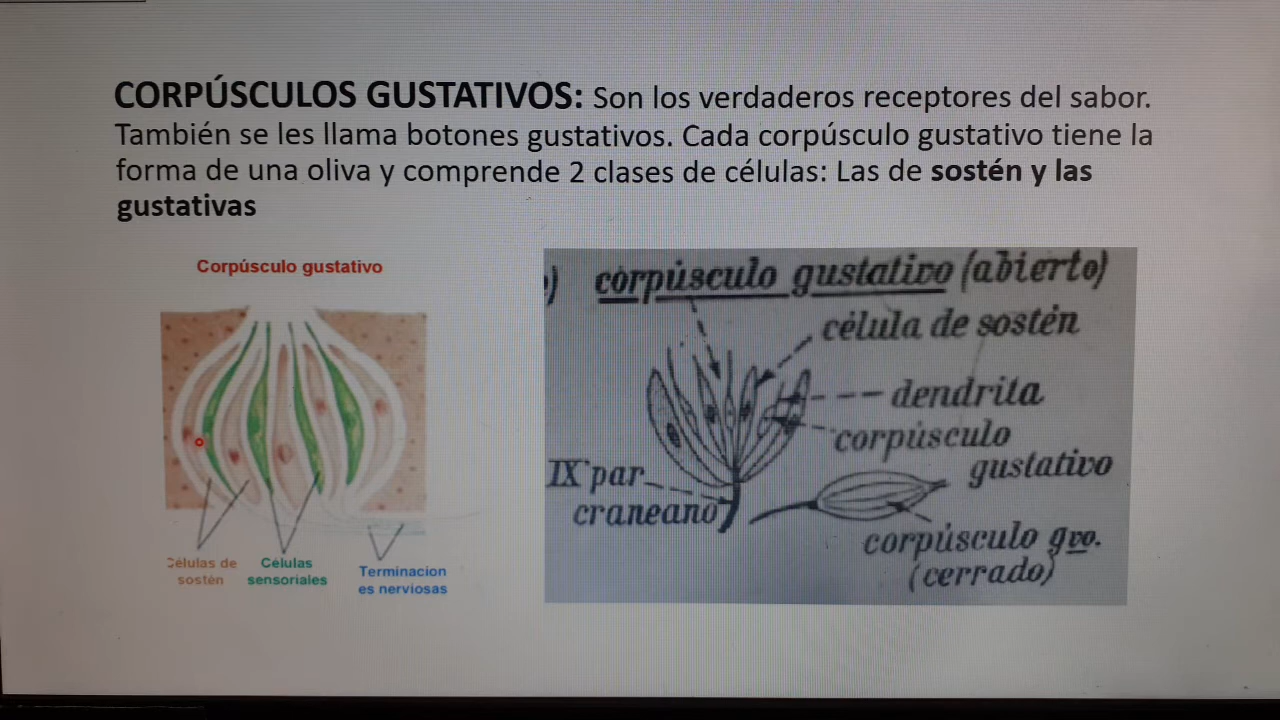 CORPÚSCULOS GUSTATIVOS: Son los verdaderos receptores del sabor.
También se les llama botones gustativos. Cada corpúsculo gustativo tiene la
forma de una oliva y comprende 2 clases de células: Las de sostén y las
gustativas
Corpúsculo gustativo
Células de
sostén
Células
sensoriales
Terminacion
es nerviosas
) corpúsculo gustativo (abierto)
célula de sostén
dendrita
corpúsculo
gustativo
IX par
craneano
corpúsculo gvo.
(cerrado)